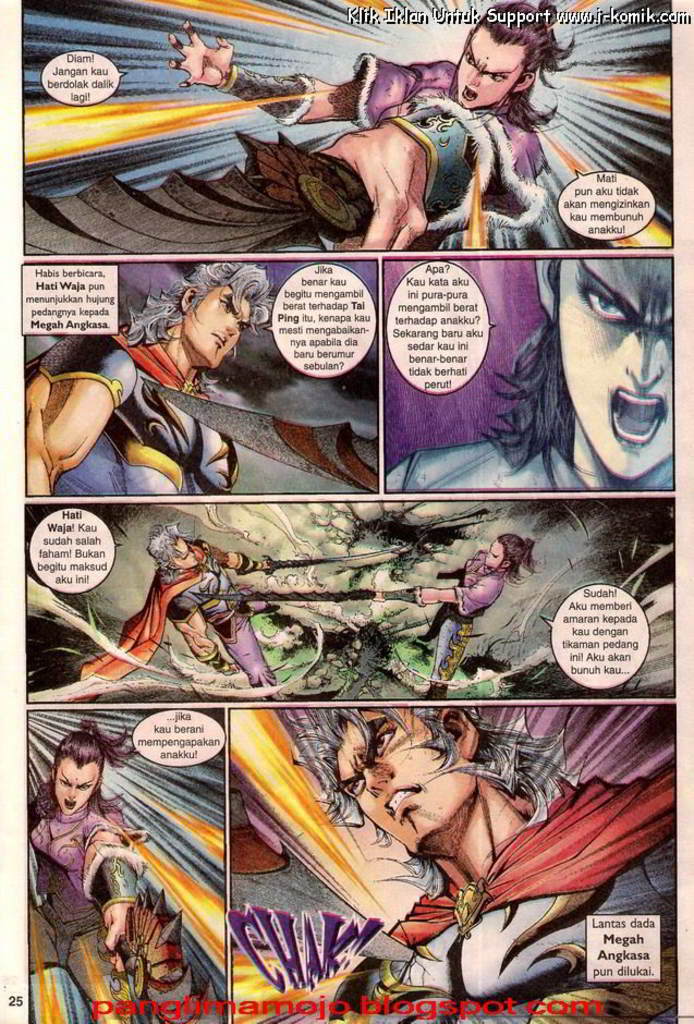 Klik Iklan Untuk Support www.i-komik.com
Diam!
Jangan kau
berdolak dalik
lagi!
Mati
pun aku tidak
akan mengizinkan
kau membunuh
anakku!
Habis berbicara,
Hati Waja pun
menunjukkan hujung
pedangnya kepada
Megah Angkasa.
Jika
benar kau
begitu mengambil
berat terhadap Tai
Ping itu, kenapa kau
mesti mengabaikan-
nya apabila dia
baru berumur
sebulan?
Apa?
Kau kata aku
ini pura-pura
mengambil berat
terhadap anakku?
Sekarang baru aku
sedar kau ini
benar-benar
tidak berhati
perut!
Hati
Waja! Kau
sudah salah
faham! Bukan
begitu maksud
aku ini!
Sudah!
Aku memberi
amaran kepada
kau dengan
tikaman pedang
ini! Aku akan
bunuh kau...
...jika
kau berani
mempengapakan
anakku!
CHAK!
Lantas dada
Megah
Angkasa
pun dilukai.
25
panglimamojo.blogspot.com